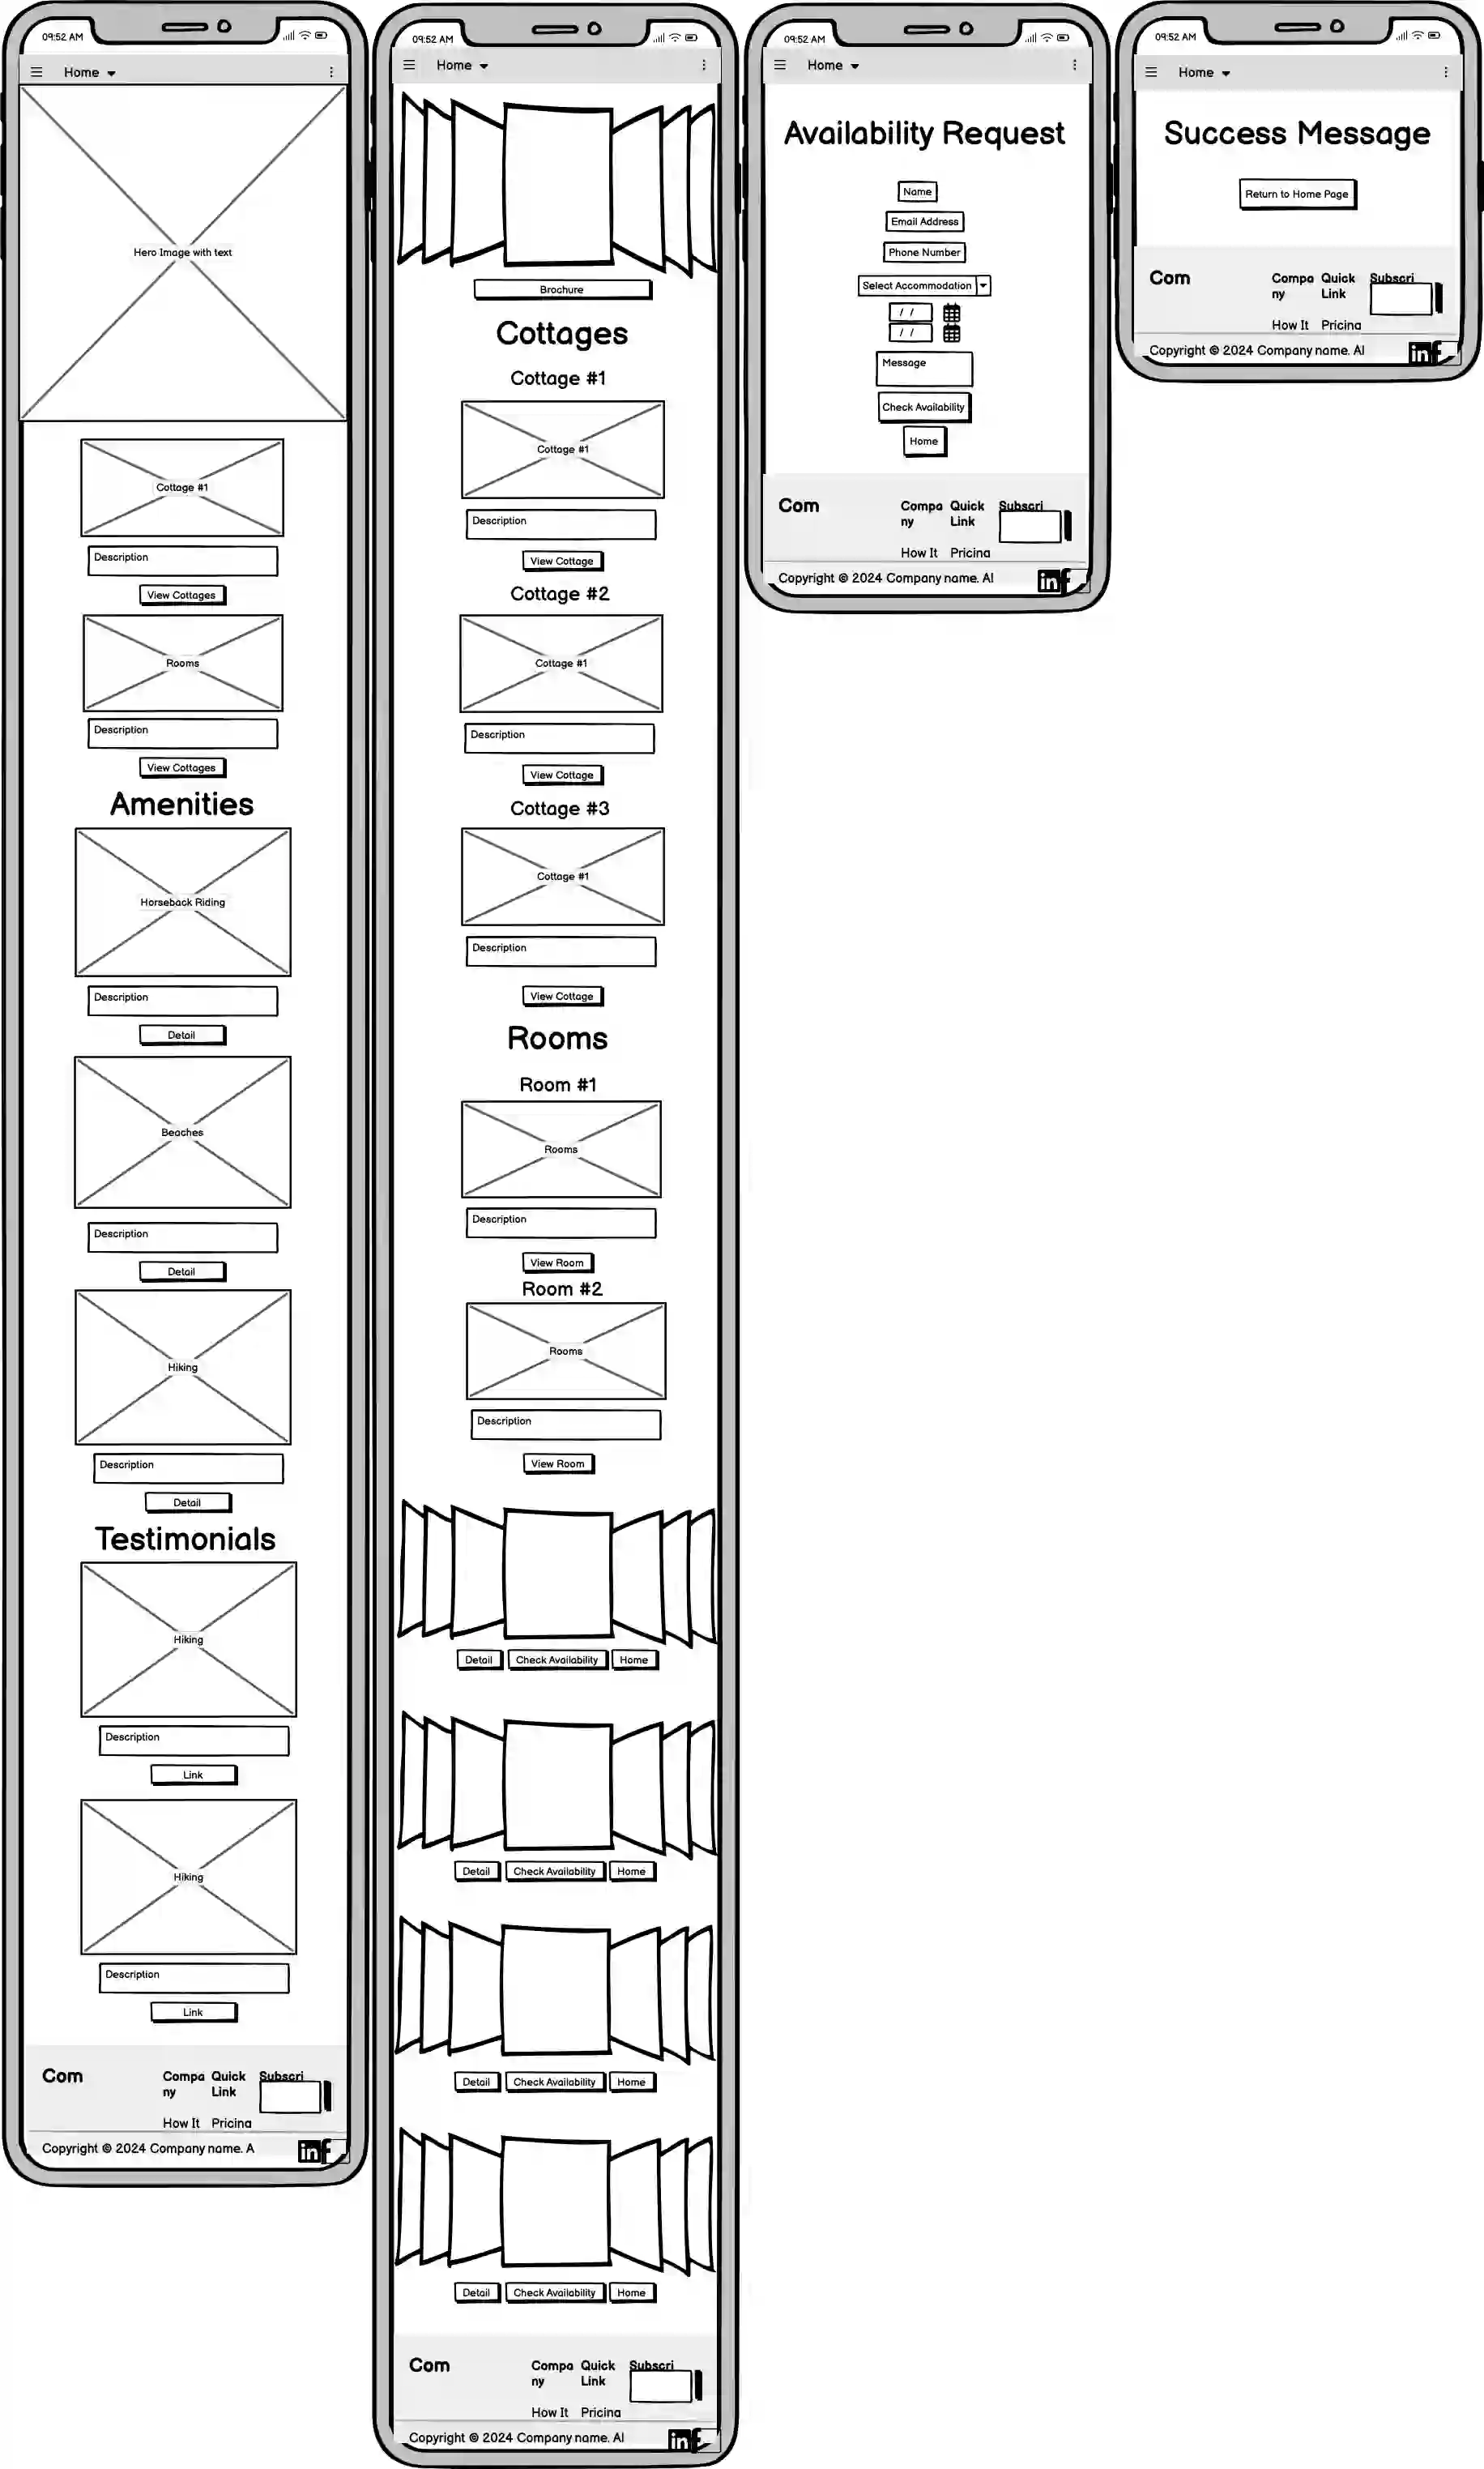 09:52 AM
Home
Hero Image with text
Cottage #1
Description
View Cottages
Rooms
Description
View Cottages
Amenities
Horseback Riding
Description
Detail
Beaches
Description
Detail
Hiking
Description
Detail
Testimonials
Hiking
Description
Link
Hiking
Description
Link
Com
Compa Quick Subscri
ny Link
How It Pricing
Copyright © 2024 Company name. A
in f
09:52 AM
Home
Brochure
Cottages
Cottage #1
Cottage #1
Description
View Cottage
Cottage #2
Cottage #1
Description
View Cottage
Cottage #3
Cottage #1
Description
View Cottage
Rooms
Room #1
Rooms
Description
View Room
Room #2
Rooms
Description
View Room
Detail Check Availability Home
Detail Check Availability Home
Detail Check Availability Home
Detail Check Availability Home
Com
Compa Quick Subscri
ny Link
How It Pricing
Copyright © 2024 Company name. Al
in f
09:52 AM
Home
Availability Request
Name
Email Address
Phone Number
Select Accommodation
/ /
/ /
Message
Check Availability
Home
Com
Compa Quick Subscri
ny Link
How It Pricing
Copyright © 2024 Company name. Al
in f
09:52 AM
Home
Success Message
Return to Home Page
Com
Compa Quick Subscri
ny Link
How It Pricing
Copyright © 2024 Company name. Al
in f